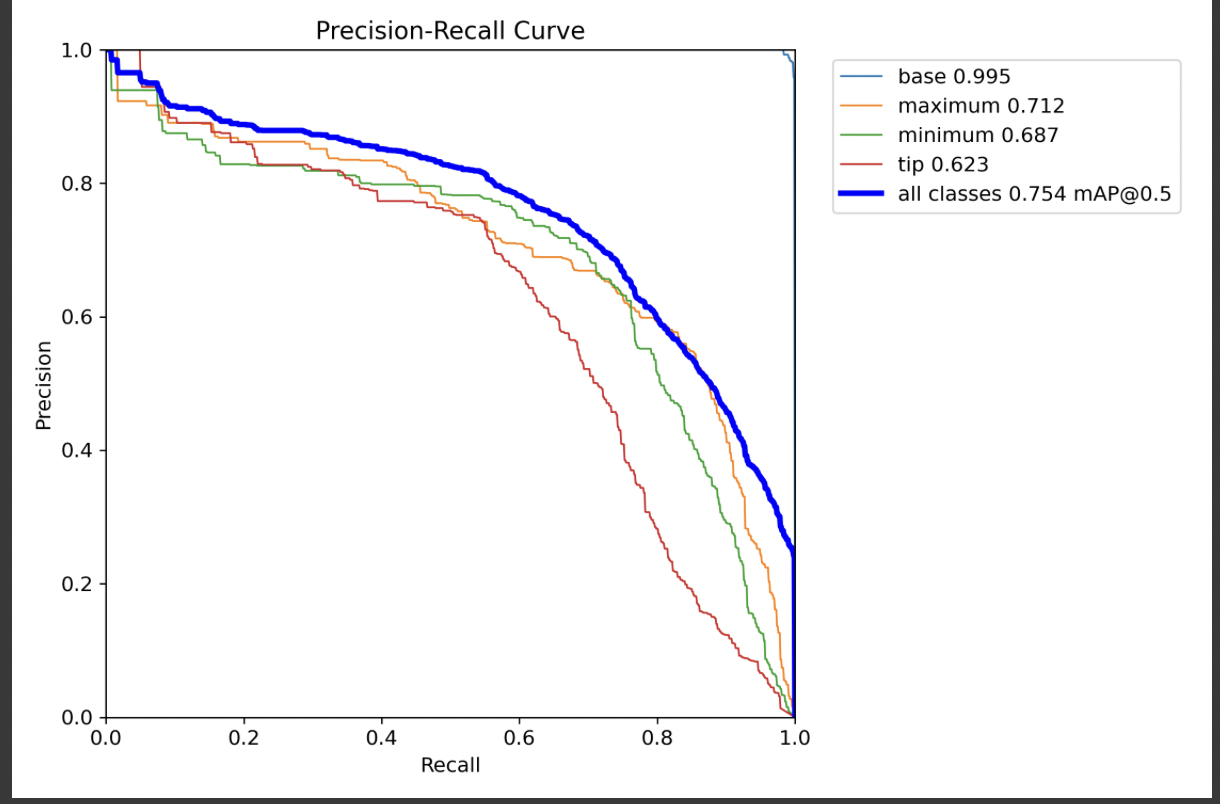 Precision-Recall Curve
base 0.995
maximum 0.712
minimum 0.687
tip 0.623
all classes 0.754 mAP@0.5
Precision
1.0
0.8
0.6
0.4
0.2
0.0
0.0 0.2 0.4 0.6 0.8 1.0
Recall